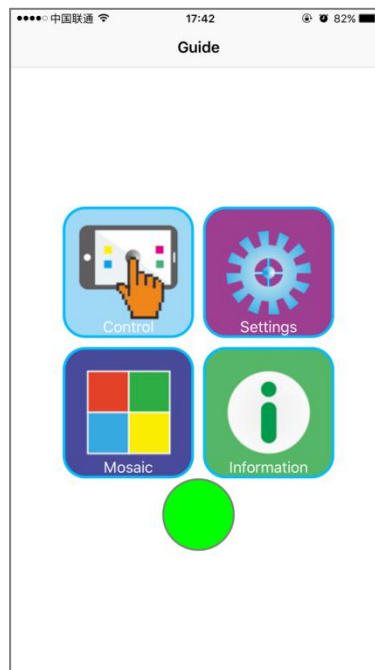 中国联通 17:42 82%
Guide
Control Settings
Mosaic Information